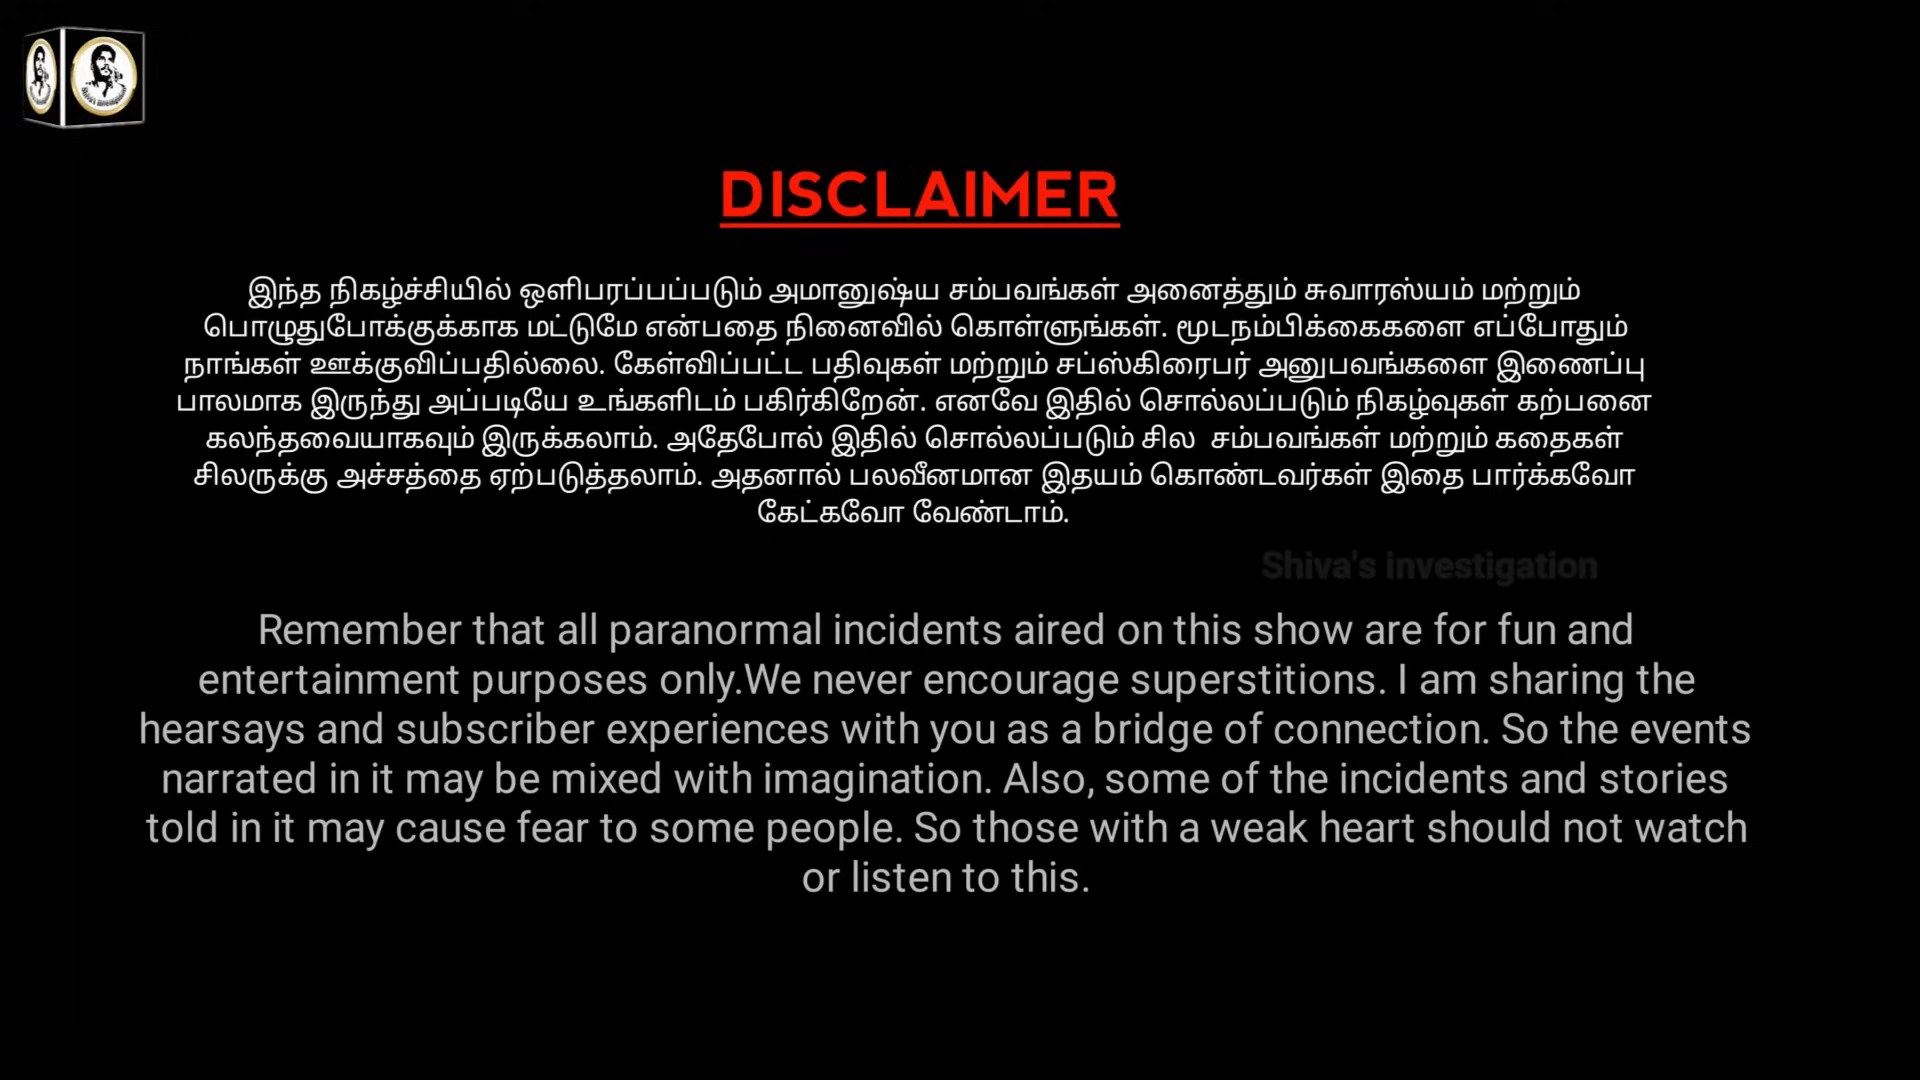 DISCLAIMER
இந்த நிகழ்ச்சியில் ஒளிபரப்பப்படும் அமானுஷ்ய சம்பவங்கள் அனைத்தும் சுவாரஸ்யம் மற்றும்
பொழுதுபோக்குக்காக மட்டுமே என்பதை நினைவில் கொள்ளுங்கள். மூடநம்பிக்கைகளை எப்போதும்
நாங்கள் ஊக்குவிப்பதில்லை. கேள்விப்பட்ட பதிவுகள் மற்றும் சப்ஸ்கிரைபர் அனுபவங்களை இணைப்பு
பாலமாக இருந்து அப்படியே உங்களிடம் பகிர்கிறேன். எனவே இதில் சொல்லப்படும் நிகழ்வுகள் கற்பனை
கலந்தவையாகவும் இருக்கலாம். அதேபோல் இதில் சொல்லப்படும் சில சம்பவங்கள் மற்றும் கதைகள்
சிலருக்கு அச்சத்தை ஏற்படுத்தலாம். அதனால் பலவீனமான இதயம் கொண்டவர்கள் இதை பார்க்கவோ
கேட்கவோ வேண்டாம்.
Shiva's investigation
Remember that all paranormal incidents aired on this show are for fun and
entertainment purposes only.We never encourage superstitions. I am sharing the
hearsays and subscriber experiences with you as a bridge of connection. So the events
narrated in it may be mixed with imagination. Also, some of the incidents and stories
told in it may cause fear to some people. So those with a weak heart should not watch
or listen to this.